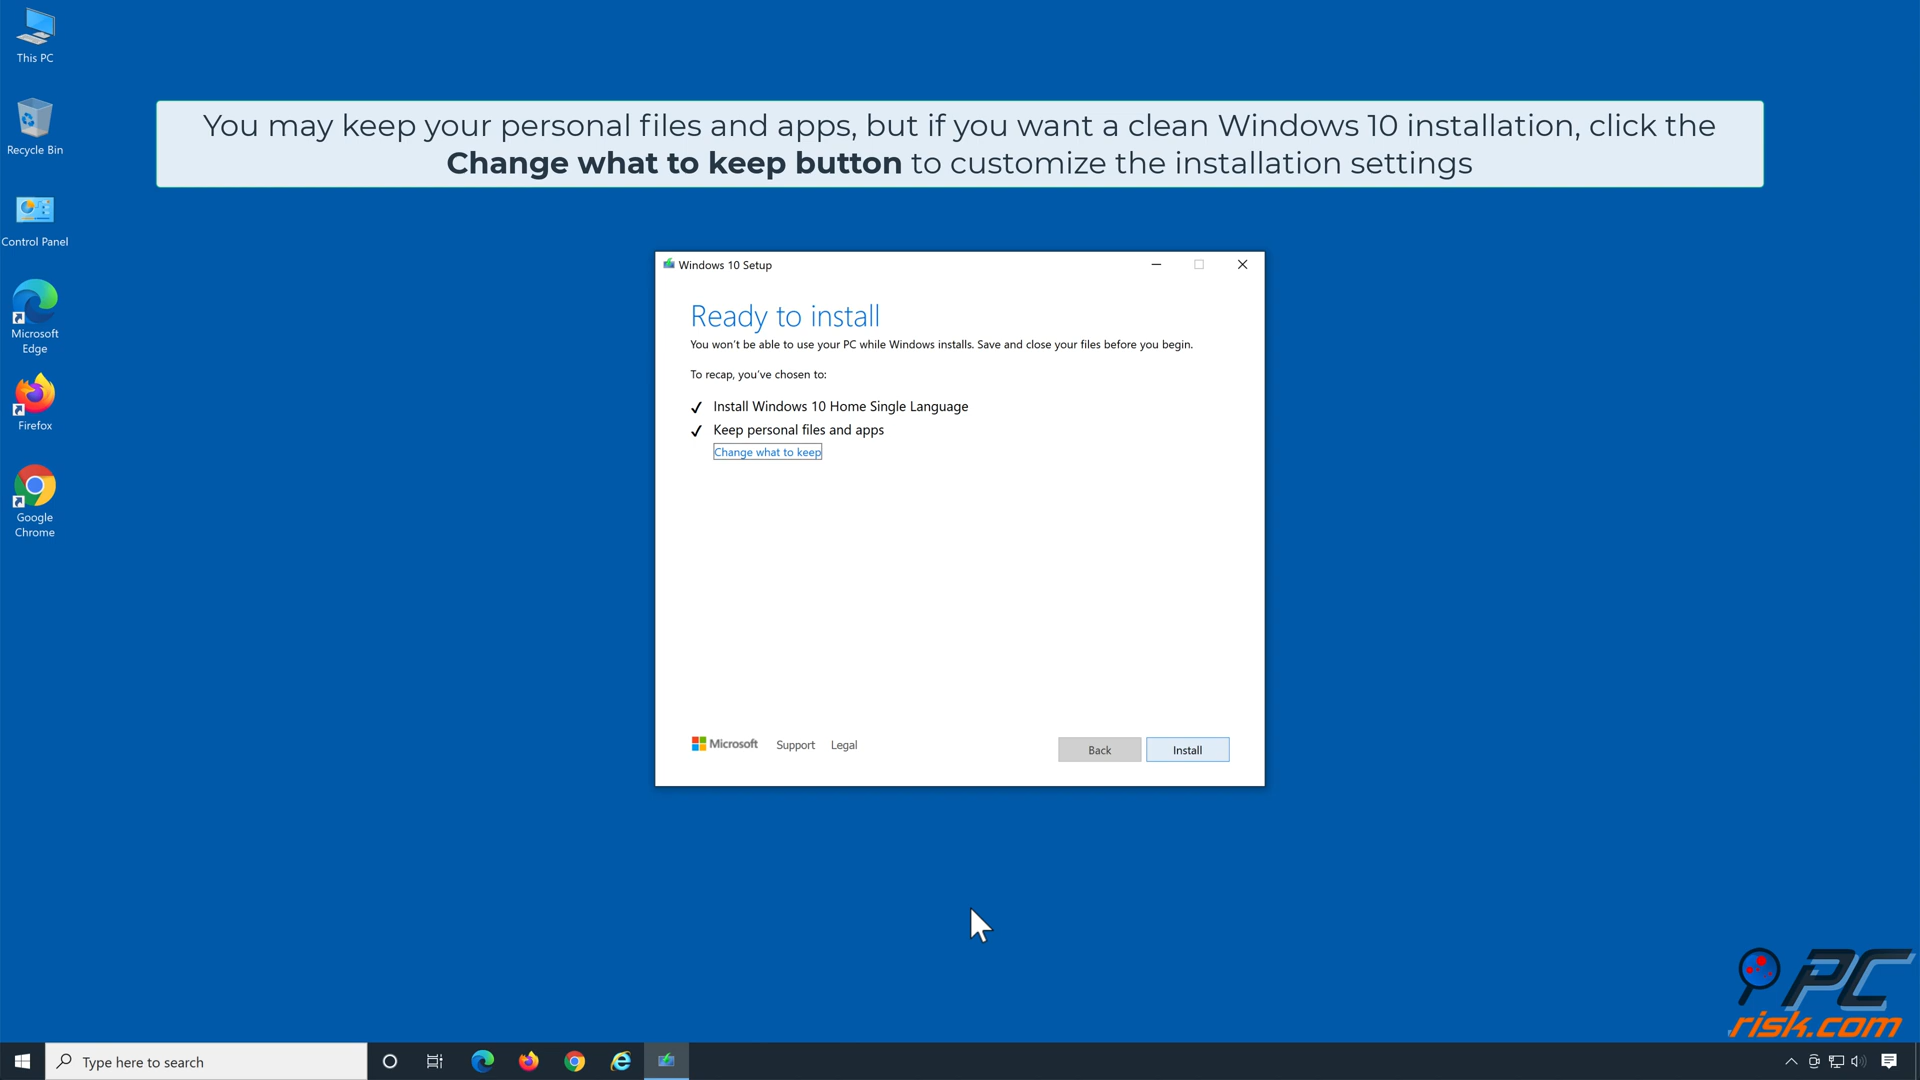 This PC
Recycle Bin
Control Panel
Microsoft
Edge
Firefox
Google
Chrome
You may keep your personal files and apps, but if you want a clean Windows 10 installation, click the
Change what to keep button to customize the installation settings
Windows 10 Setup
Ready to install
You won't be able to use your PC while Windows installs. Save and close your files before you begin.
To recap, you've chosen to:
Install Windows 10 Home Single Language
Keep personal files and apps
Change what to keep
Microsoft
Support
Legal
Back
Install
PC
risk.com
Type here to search